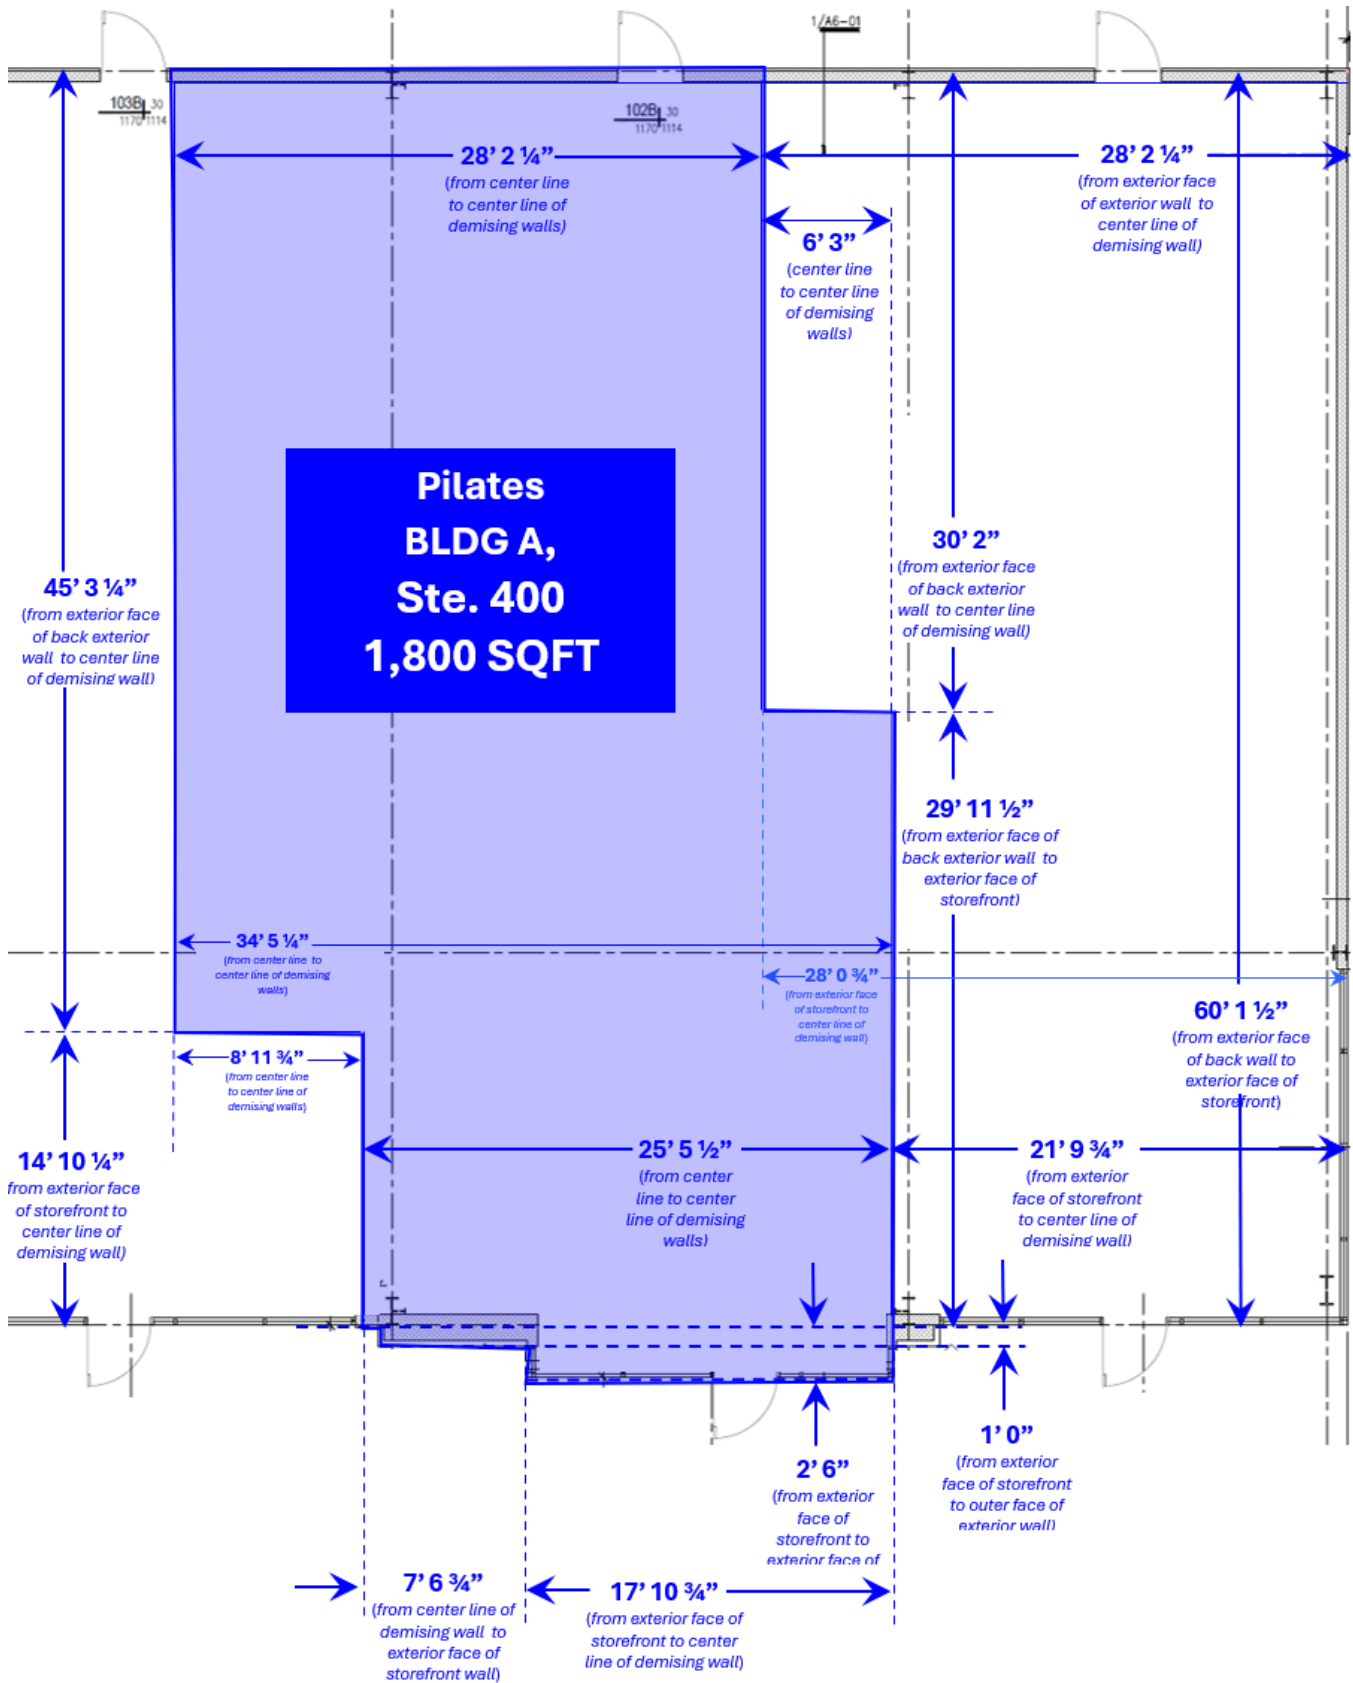 1/A6-01
103B 30
1170 1114
102B 30
1170 1114
28’ 2 ¼”
(from center line
to center line of
demising walls)
28’ 2 ¼”
(from exterior face
of exterior wall to
center line of
demising wall)
6’ 3”
(center line
to center line
of demising
walls)
Pilates
BLDG A,
Ste. 400
1,800 SQFT
30’ 2”
(from exterior face
of back exterior
wall to center line
of demising wall)
45’ 3 ¼”
(from exterior face
of back exterior
wall to center line
of demising wall)
29’ 11 ½”
(from exterior face of
back exterior wall to
exterior face of
storefront)
34’ 5 ¼”
(from center line to
center line of demising
walls)
28’ 0 ¾”
(from exterior face
of storefront to
center line of
demising wall)
60’ 1 ½”
(from exterior face
of back wall to
exterior face of
storefront)
8’ 11 ¾”
(from center line
to center line of
demising walls)
14’ 10 ¼”
from exterior face
of storefront to
center line of
demising wall)
25’ 5 ½”
(from center
line to center
line of demising
walls)
21’ 9 ¾”
(from exterior
face of storefront
to center line of
demising wall)
1’ 0”
(from exterior
face of storefront
to outer face of
exterior wall)
2’ 6”
(from exterior
face of
storefront to
exterior face of
7’ 6 ¾”
(from center line of
demising wall to
exterior face of
storefront wall)
17’ 10 ¾”
(from exterior face of
storefront to center
line of demising wall)